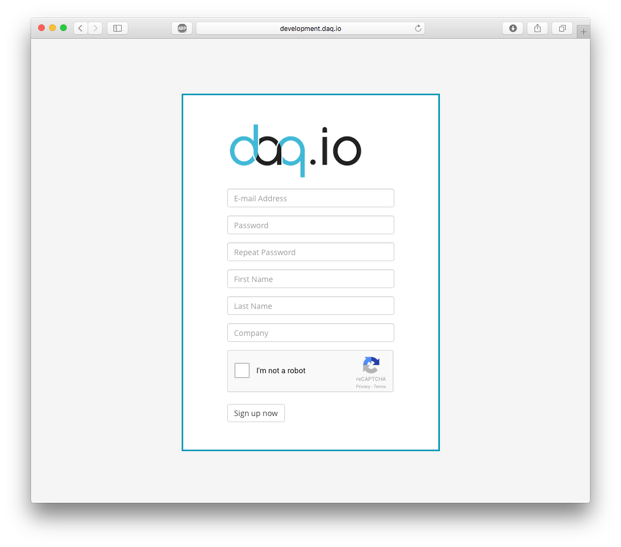 ABP
development.daq.io
daq.io
E-mail Address
Password
Repeat Password
First Name
Last Name
Company
I'm not a robot
reCAPTCHA
Privacy - Terms
Sign up now